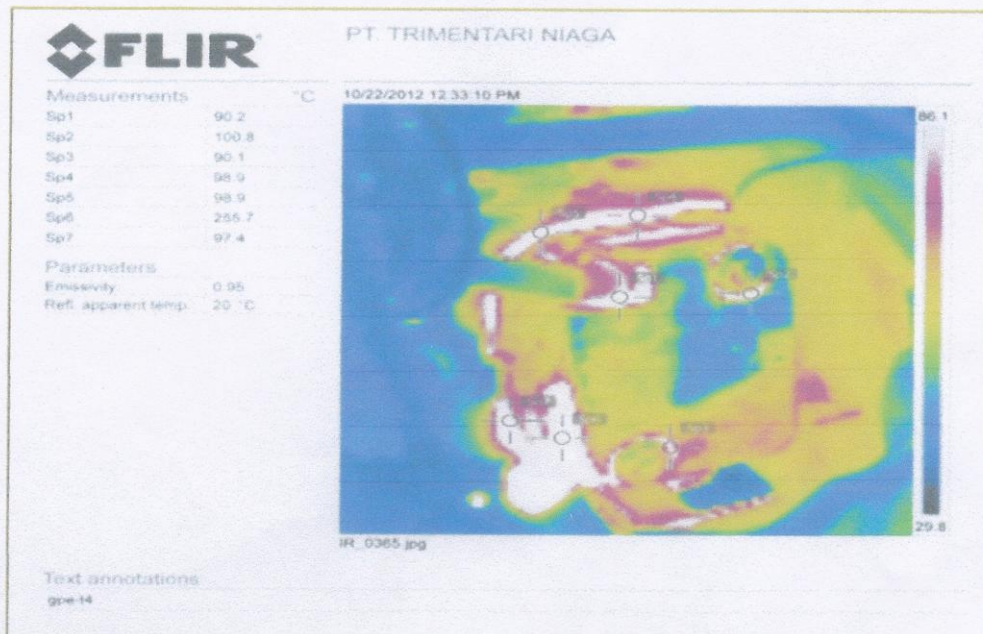 FLIR
PT. TRIMENTARI NIAGA
Measurements °C
Sp1 90.2
Sp2 100.8
Sp3 90.1
Sp4 98.9
Sp5 98.9
Sp6 255.7
Sp7 97.4
Parameters
Emissivity 0.95
Refl. apparent temp. 20 °C
10/22/2012 12:33:10 PM
86.1
29.8
IR_0365.jpg
Text annotations
gpe-t4